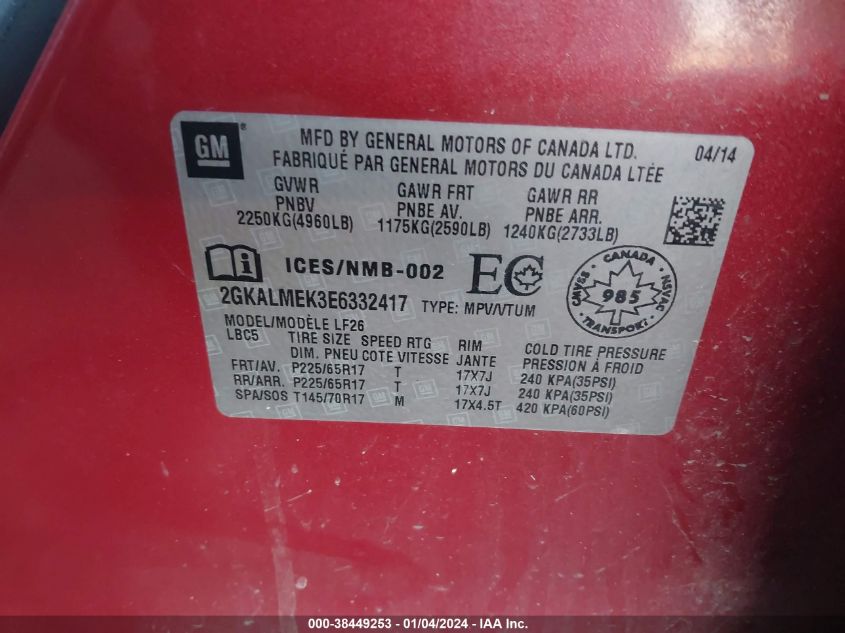 GM
®
MFD BY GENERAL MOTORS OF CANADA LTD. 04/14
FABRIQUÉ PAR GENERAL MOTORS DU CANADA LTÉE
GVWR GAWR FRT GAWR RR
PNBV PNBE AV. PNBE ARR.
2250KG(4960LB) 1175KG(2590LB) 1240KG(2733LB)
i ICES/NMB-002 EC
CANADA
SVAC/NSVAC
985
TRANSPORT
2GKALMEK3E6332417 TYPE: MPV/VTUM
MODEL/MODÈLE LF26
LBC5 TIRE SIZE SPEED RTG RIM COLD TIRE PRESSURE
DIM. PNEU COTE VITESSE JANTE PRESSION À FROID
FRT/AV. P225/65R17 T 17X7J 240 KPA(35PSI)
RR/ARR. P225/65R17 T 17X7J 240 KPA(35PSI)
SPA/SOS T145/70R17 M 17X4.5T 420 KPA(60PSI)
000-38449253 - 01/04/2024 - IAA Inc.